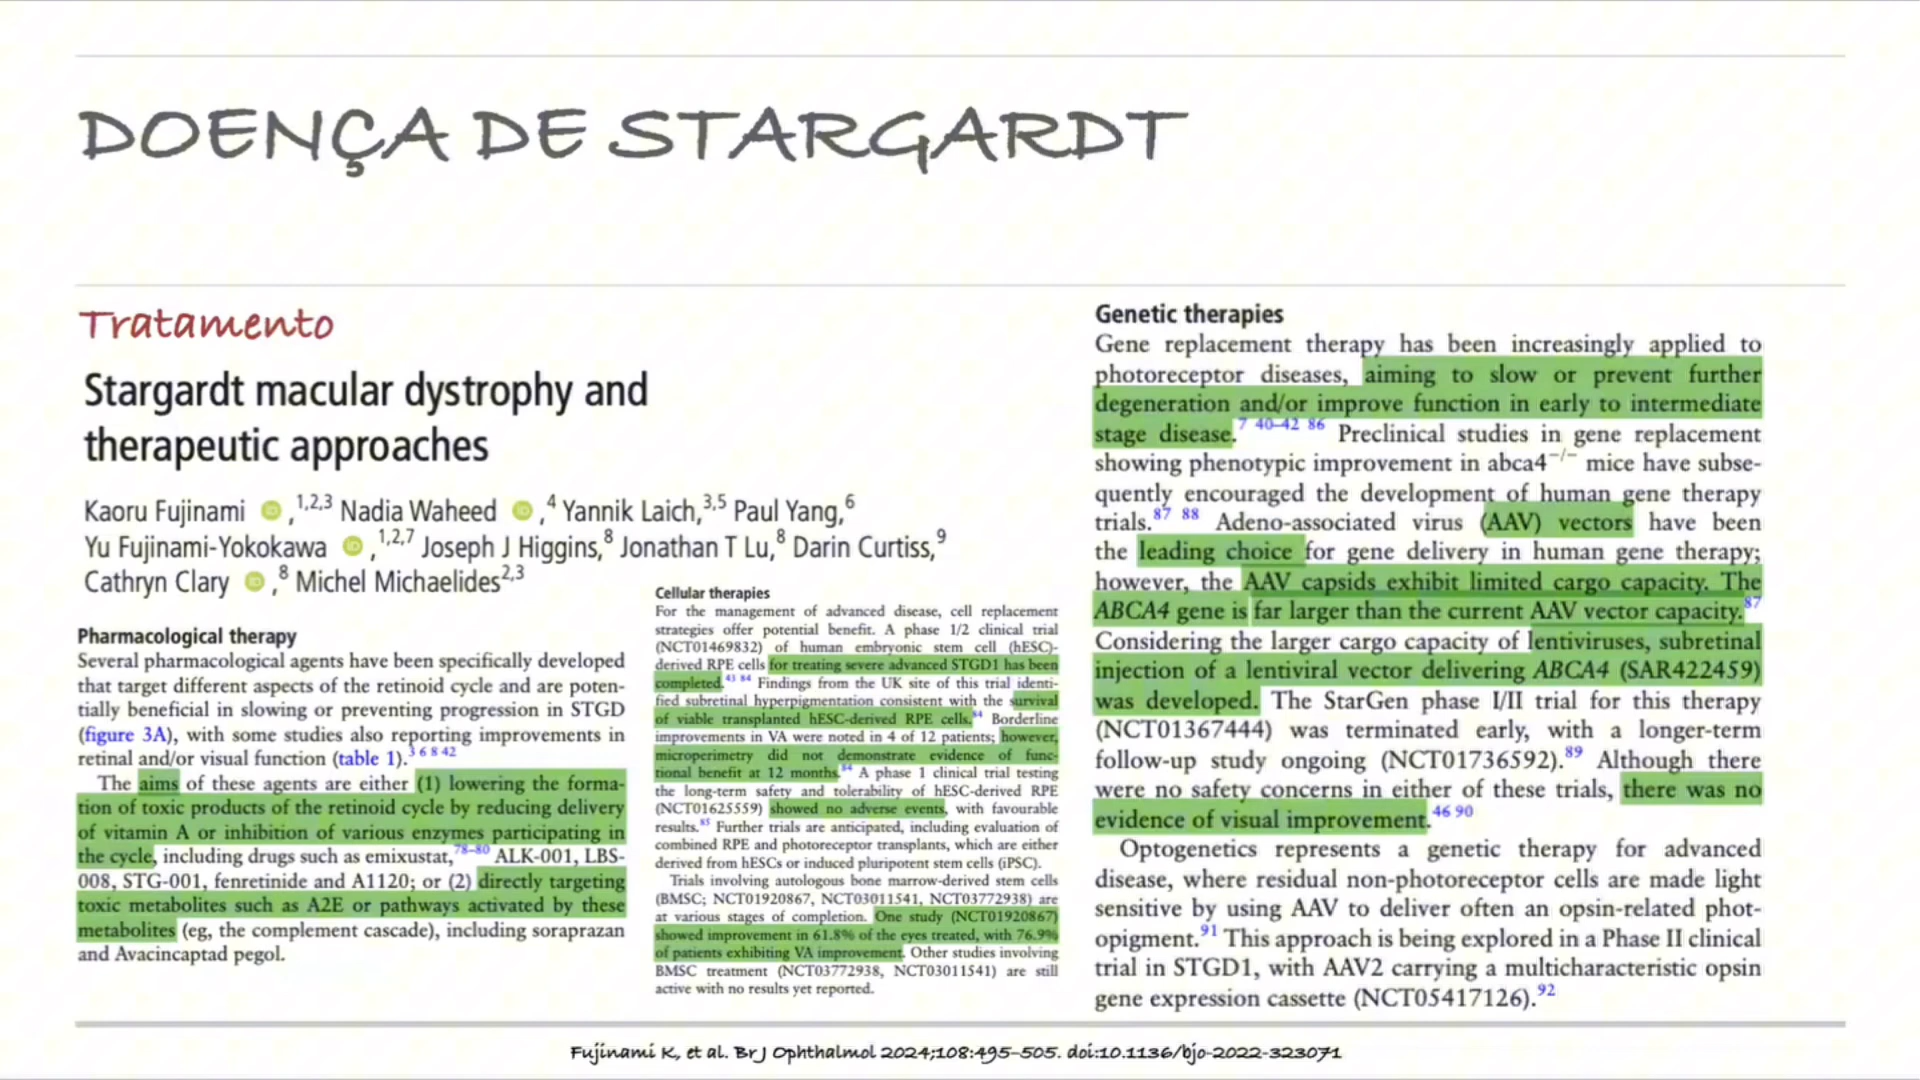 DOENÇA DE STARGARDT
Tratamento
Stargardt macular dystrophy and
therapeutic approaches
Kaoru Fujinami ,1,2,3 Nadia Waheed ,4 Yannik Laich,3,5 Paul Yang,6
Yu Fujinami-Yokokawa ,1,2,7 Joseph J Higgins,8 Jonathan T Lu,8 Darin Curtiss,9
Cathryn Clary ,8 Michel Michaelides2,3
Pharmacological therapy
Several pharmacological agents have been specifically developed
that target different aspects of the retinoid cycle and are poten-
tially beneficial in slowing or preventing progression in STGD
(figure 3A), with some studies also reporting improvements in
retinal and/or visual function (table 1).3 6 8 42
The aims of these agents are either (1) lowering the forma-
tion of toxic products of the retinoid cycle by reducing delivery
of vitamin A or inhibition of various enzymes participating in
the cycle, including drugs such as emixustat,78–80 ALK-001, LBS-
008, STG-001, fenretinide and A1120; or (2) directly targeting
toxic metabolites such as A2E or pathways activated by these
metabolites (eg, the complement cascade), including soraprazan
and Avacincaptad pegol.
Cellular therapies
For the management of advanced disease, cell replacement
strategies offer potential benefit. A phase 1/2 clinical trial
(NCT01469832) of human embryonic stem cell (hESC)-
derived RPE cells for treating severe advanced STGD1 has been
completed.43 84 Findings from the UK site of this trial identi-
fied subretinal hyperpigmentation consistent with the survival
of viable transplanted hESC-derived RPE cells.84 Borderline
improvements in VA were noted in 4 of 12 patients; however,
microperimetry did not demonstrate evidence of func-
tional benefit at 12 months.84 A phase 1 clinical trial testing
the long-term safety and tolerability of hESC-derived RPE
(NCT01625559) showed no adverse events, with favourable
results.85 Further trials are anticipated, including evaluation of
combined RPE and photoreceptor transplants, which are either
derived from hESCs or induced pluripotent stem cells (iPSC).
Trials involving autologous bone marrow-derived stem cells
(BMSC; NCT01920867, NCT03011541, NCT03772938) are
at various stages of completion. One study (NCT01920867)
showed improvement in 61.8% of the eyes treated, with 76.9%
of patients exhibiting VA improvement. Other studies involving
BMSC treatment (NCT03772938, NCT03011541) are still
active with no results yet reported.
Genetic therapies
Gene replacement therapy has been increasingly applied to
photoreceptor diseases, aiming to slow or prevent further
degeneration and/or improve function in early to intermediate
stage disease.7 40–42 86 Preclinical studies in gene replacement
showing phenotypic improvement in abca4−/− mice have subse-
quently encouraged the development of human gene therapy
trials.87 88 Adeno-associated virus (AAV) vectors have been
the leading choice for gene delivery in human gene therapy;
however, the AAV capsids exhibit limited cargo capacity. The
ABCA4 gene is far larger than the current AAV vector capacity.87
Considering the larger cargo capacity of lentiviruses, subretinal
injection of a lentiviral vector delivering ABCA4 (SAR422459)
was developed. The StarGen phase I/II trial for this therapy
(NCT01367444) was terminated early, with a longer-term
follow-up study ongoing (NCT01736592).89 Although there
were no safety concerns in either of these trials, there was no
evidence of visual improvement.46 90
Optogenetics represents a genetic therapy for advanced
disease, where residual non-photoreceptor cells are made light
sensitive by using AAV to deliver often an opsin-related phot-
opigment.91 This approach is being explored in a Phase II clinical
trial in STGD1, with AAV2 carrying a multicharacteristic opsin
gene expression cassette (NCT05417126).92
Fujinami K, et al. Br J Ophthalmol 2024;108:495–505. doi:10.1136/bjo-2022-323071